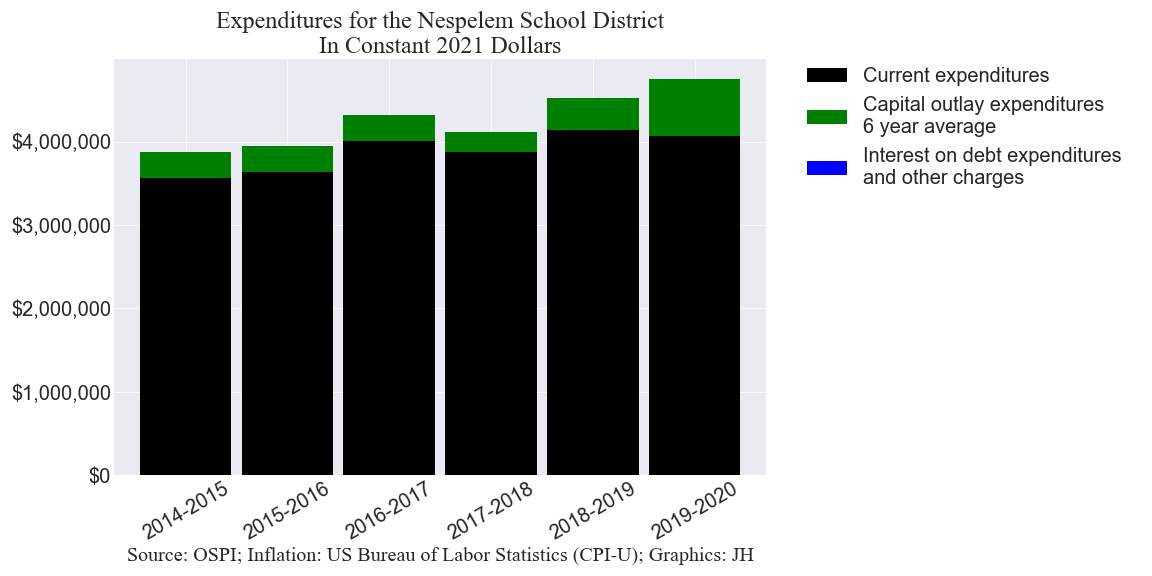 Expenditures for the Nespelem School District
In Constant 2021 Dollars
Current expenditures
Capital outlay expenditures
6 year average
Interest on debt expenditures
and other charges
$4,000,000
$3,000,000
$2,000,000
$1,000,000
$0
2014-2015
2015-2016
2016-2017
2017-2018
2018-2019
2019-2020
Source: OSPI; Inflation: US Bureau of Labor Statistics (CPI-U); Graphics: JH